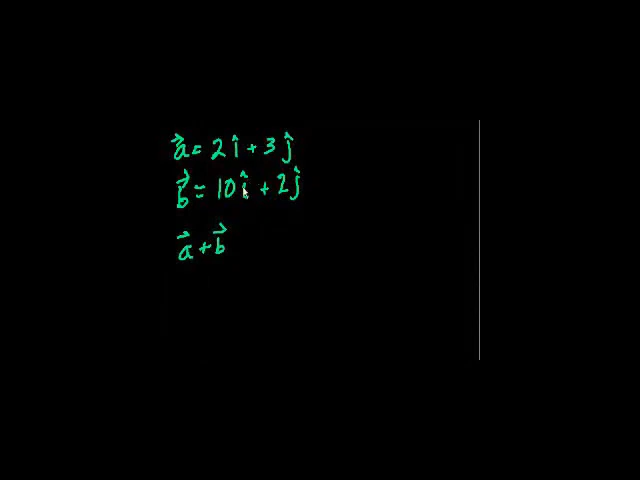 a⃗ = 2î + 3ĵ
b⃗ = 10î + 2ĵ
a⃗ + b⃗